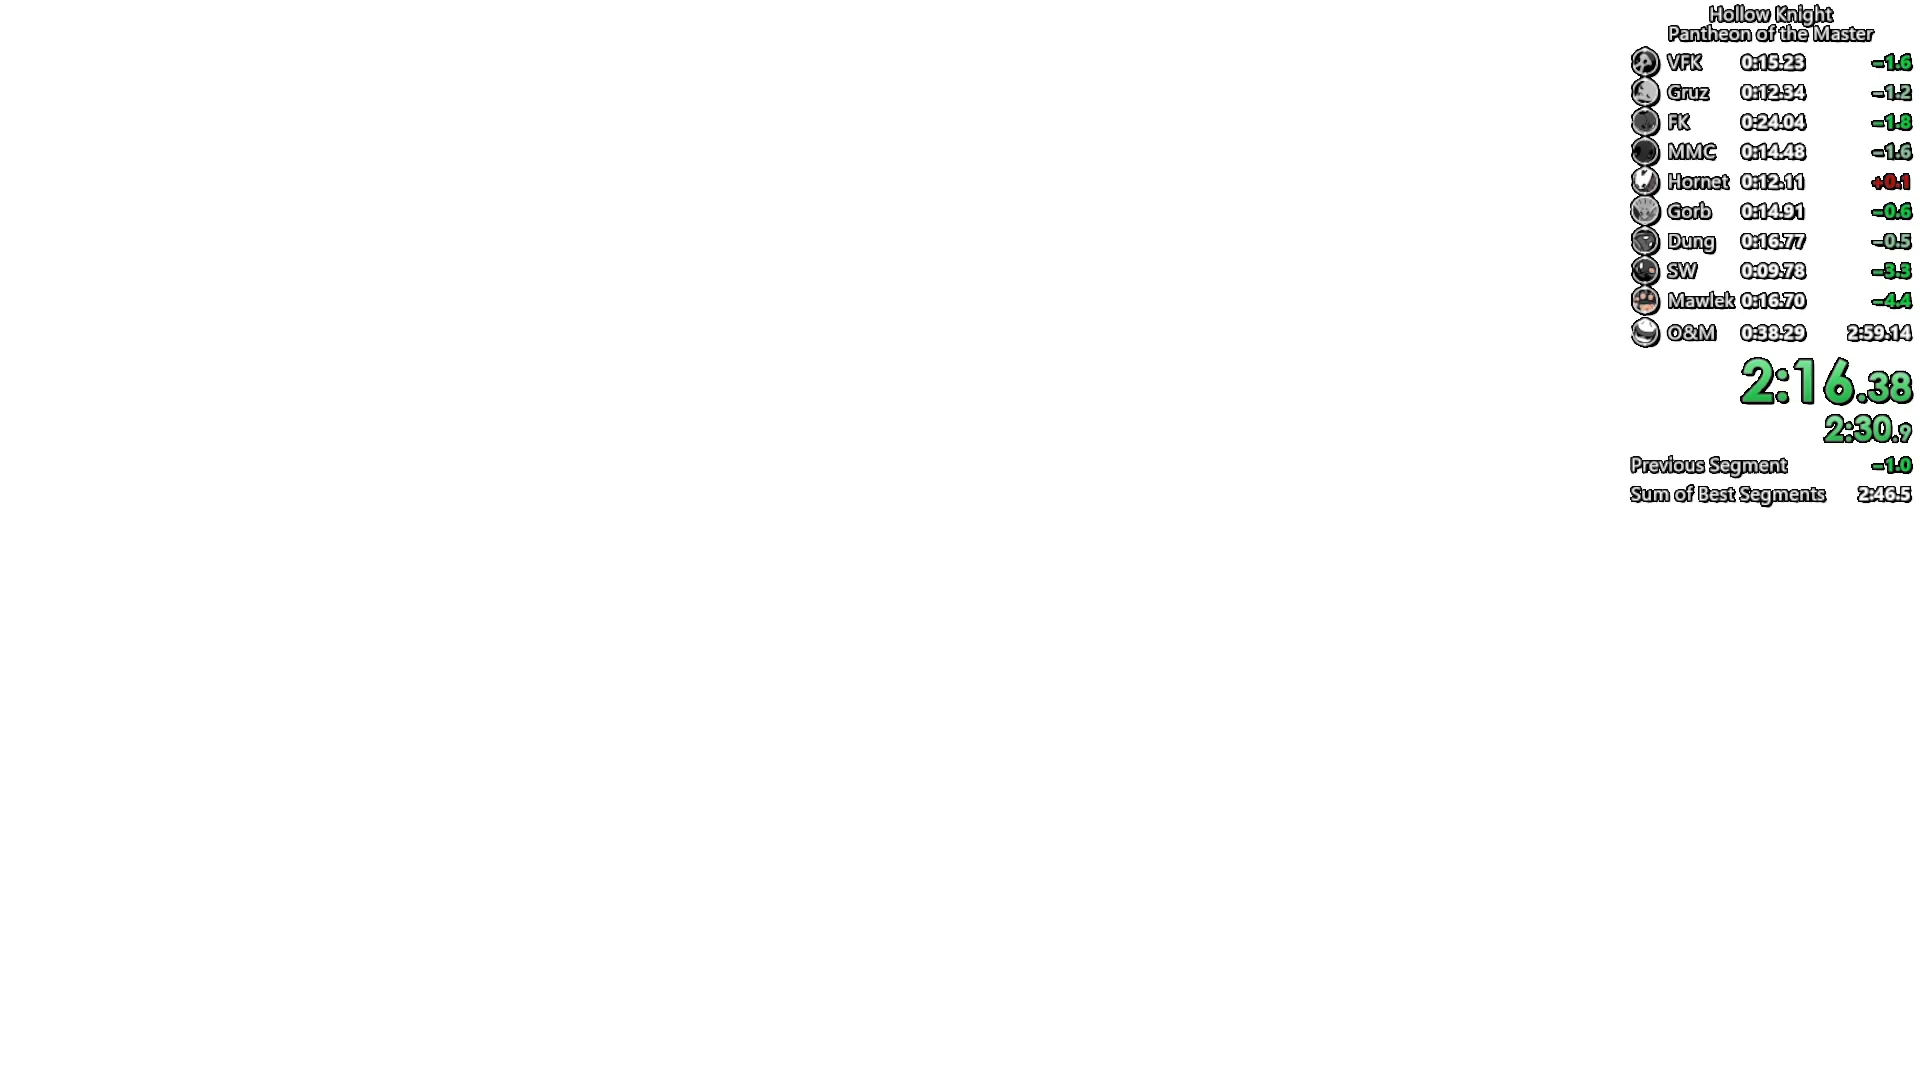 Hollow Knight
Pantheon of the Master
VFK 0:15.23 -1.6
Gruz 0:12.34 -1.2
FK 0:24.04 -1.8
MMC 0:14.48 -1.6
Hornet 0:12.11 +0.1
Gorb 0:14.91 -0.6
Dung 0:16.77 -0.5
SW 0:09.78 -3.3
Mawlek 0:16.70 -4.4
O&M 0:38.29 2:59.14
2:16.38
2:30.9
Previous Segment -1.0
Sum of Best Segments 2:46.5